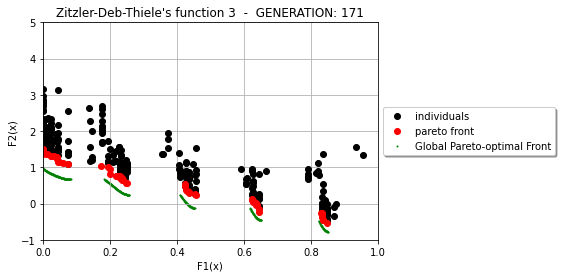 Zitzler-Deb-Thiele's function 3 - GENERATION: 171
5
4
3
2
1
0
−1
F2(x)
0.0 0.2 0.4 0.6 0.8 1.0
F1(x)
individuals
pareto front
Global Pareto-optimal Front